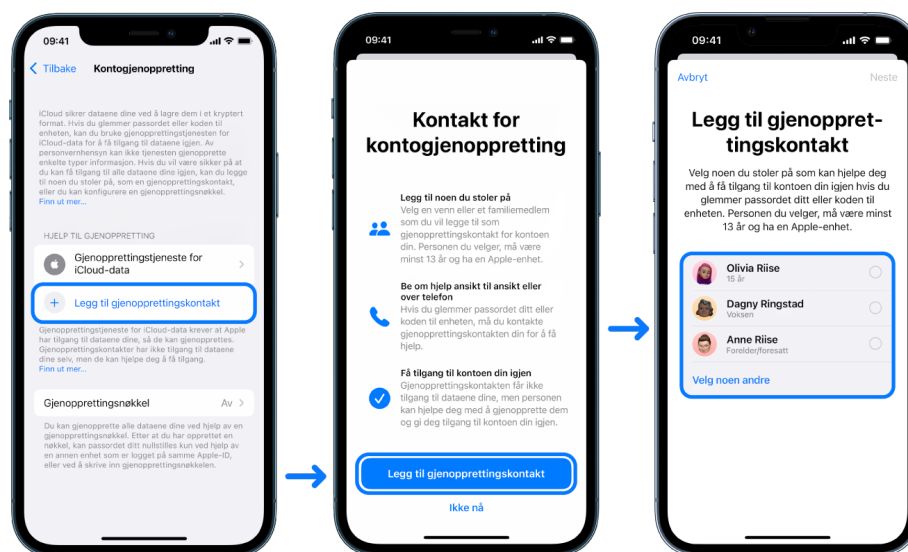 09:41
Tilbake
Kontogjenoppretting
iCloud sikrer dataene dine ved å lagre dem i et kryptert
format. Hvis du glemmer passordet eller koden til
enheten, kan du bruke gjenopprettingstjenesten for
iCloud-data for å få tilgang til dataene igjen. Av
personvernhensyn kan ikke tjenesten gjenopprette
enkelte typer informasjon. Hvis du vil være sikker på at
du kan få tilgang til alle dataene dine igjen, kan du legge
til noen du stoler på, som en gjenopprettingskontakt,
eller du kan konfigurere en gjenopprettingsnøkkel.
Finn ut mer...
HJELP TIL GJENOPPRETTING
Gjenopprettingstjeneste for
iCloud-data
Legg til gjenopprettingskontakt
Gjenopprettingstjeneste for iCloud-data krever at Apple
har tilgang til dataene dine, så de kan gjenopprettes.
Gjenopprettingskontakter har ikke tilgang til dataene
dine selv, men de kan hjelpe deg å få tilgang.
Finn ut mer...
Gjenopprettingsnøkkel
Av
Du kan gjenopprette alle dataene dine ved hjelp av en
gjenopprettingsnøkkel. Etter at du har opprettet en
nøkkel, kan passordet ditt nullstilles kun ved hjelp av
en annen enhet som er logget på samme Apple-ID,
eller ved å skrive inn gjenopprettingsnøkkelen.
09:41
Kontakt for
kontogjenoppretting
Legg til noen du stoler på
Velg en venn eller et familiemedlem
som du vil legge til som
gjenopprettingskontakt for kontoen
din. Personen du velger, må være
minst 13 år og ha en Apple-enhet.
Be om hjelp ansikt til ansikt eller
over telefon
Hvis du glemmer passordet ditt eller
koden til enheten, må du kontakte
gjenopprettingskontakten din for å få
hjelp.
Få tilgang til kontoen din igjen
Gjenopprettingskontakten får ikke
tilgang til dataene dine, men personen
kan hjelpe deg med å gjenopprette dem
og gi deg tilgang til kontoen din igjen.
Legg til gjenopprettingskontakt
Ikke nå
09:41
Avbryt
Neste
Legg til gjenoppret-
tingskontakt
Velg noen du stoler på som kan hjelpe deg
med å få tilgang til kontoen din igjen hvis du
glemmer passordet ditt eller koden til
enheten. Personen du velger, må være minst
13 år og ha en Apple-enhet.
Olivia Riise
15 år
Dagny Ringstad
Voksen
Anne Riise
Forelder/foresatt
Velg noen andre